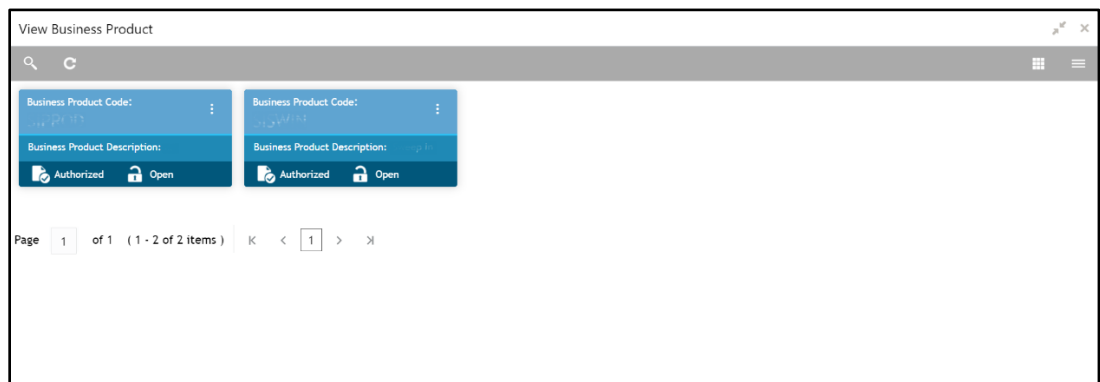 View Business Product
Business Product Code:
Business Product Description:
Authorized Open
Business Product Code:
Business Product Description:
Authorized Open
Page 1 of 1 ( 1 - 2 of 2 items ) K < 1 > >|